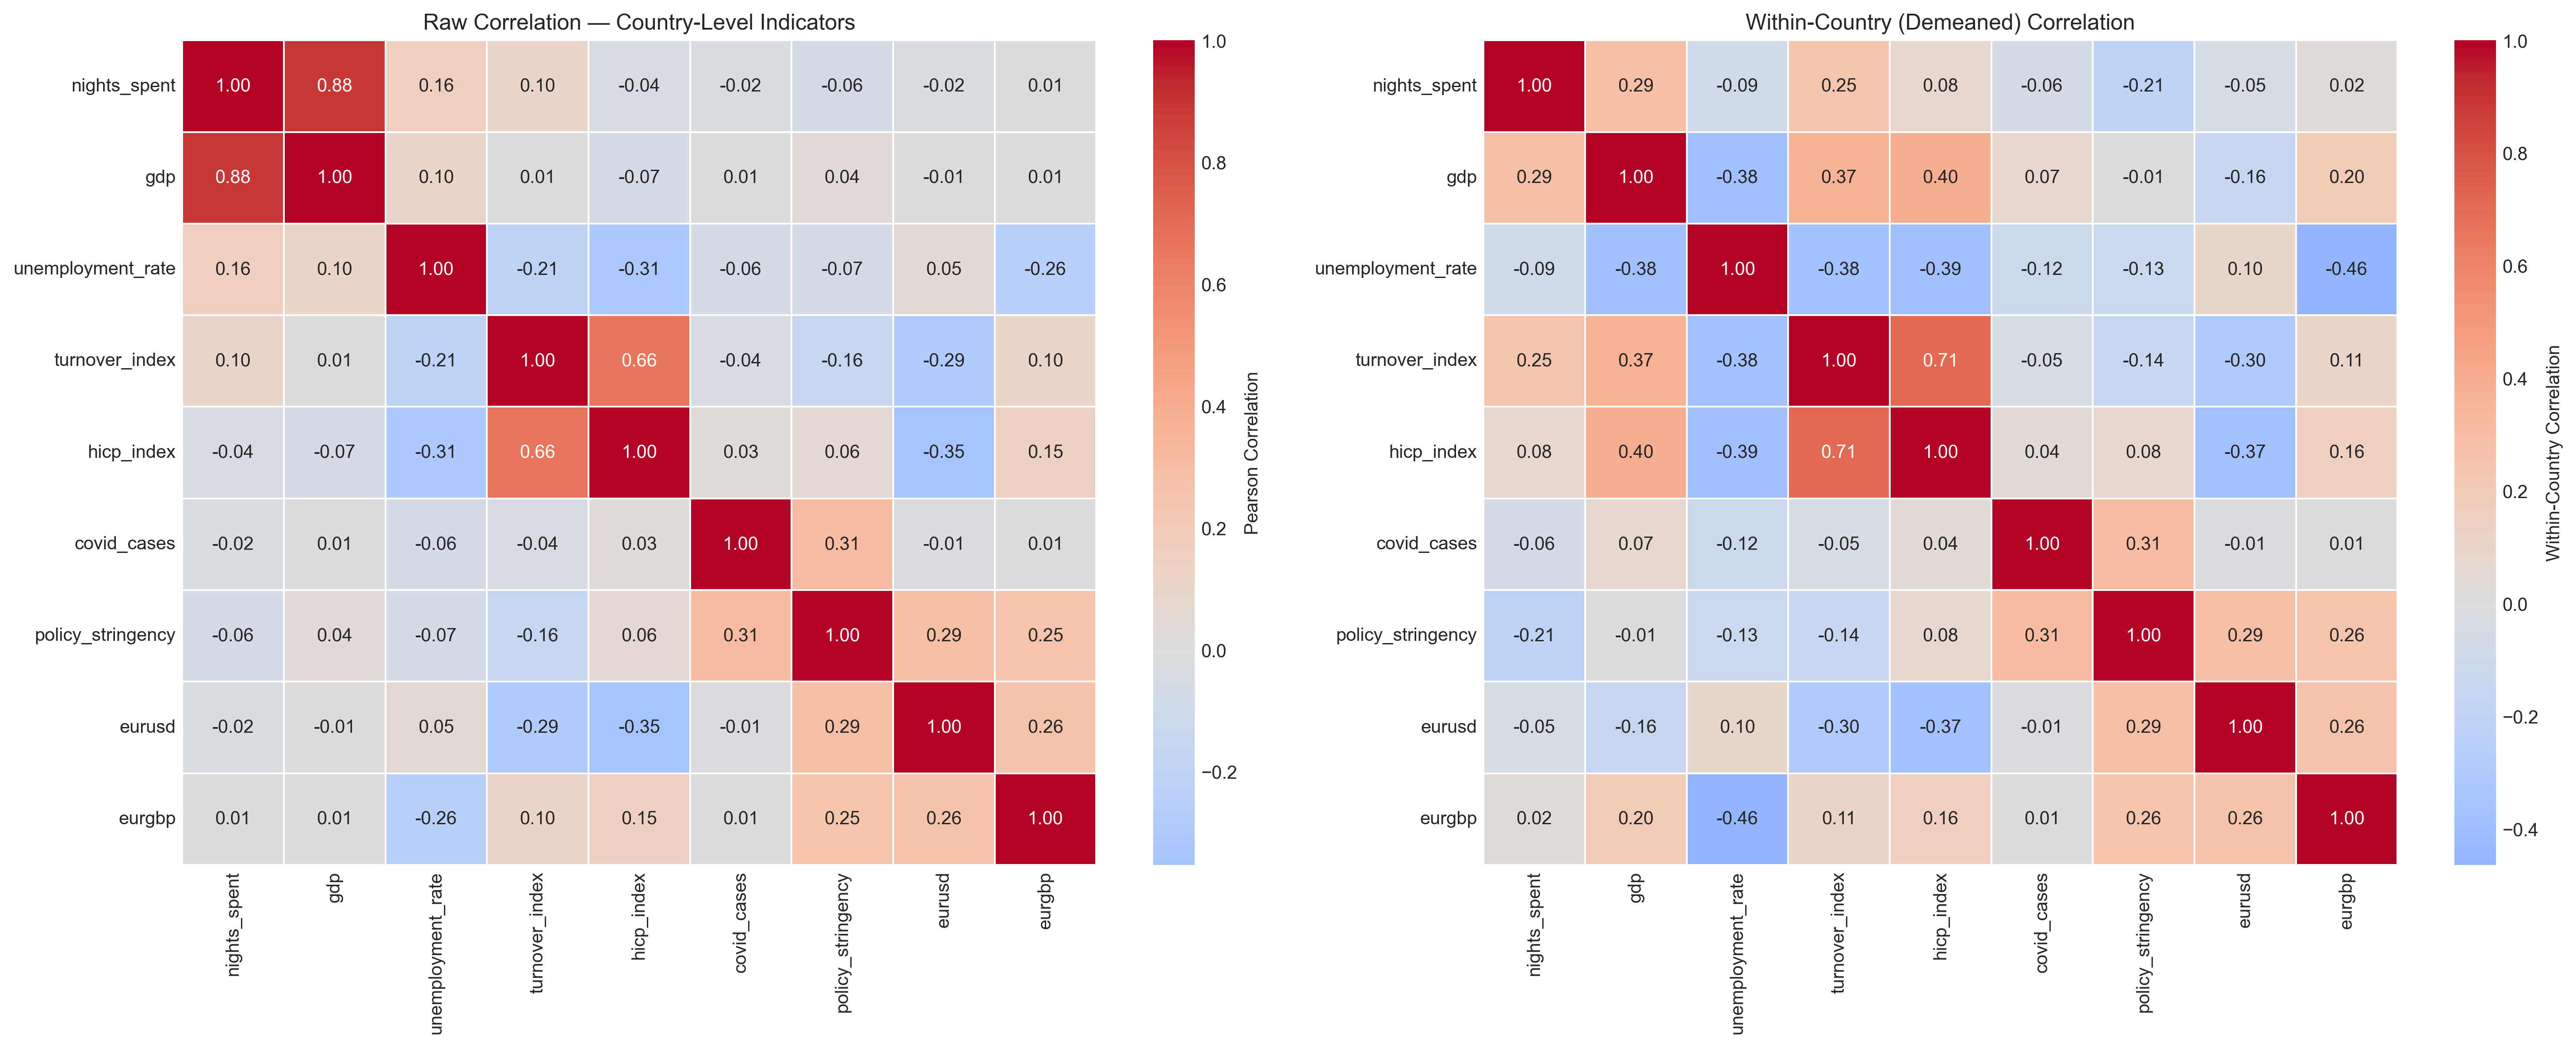 Raw Correlation — Country-Level Indicators
nights_spent 1.00 0.88 0.16 0.10 -0.04 -0.02 -0.06 -0.02 0.01
gdp 0.88 1.00 0.10 0.01 -0.07 0.01 0.04 -0.01 0.01
unemployment_rate 0.16 0.10 1.00 -0.21 -0.31 -0.06 -0.07 0.05 -0.26
turnover_index 0.10 0.01 -0.21 1.00 0.66 -0.04 -0.16 -0.29 0.10
hicp_index -0.04 -0.07 -0.31 0.66 1.00 0.03 0.06 -0.35 0.15
covid_cases -0.02 0.01 -0.06 -0.04 0.03 1.00 0.31 -0.01 0.01
policy_stringency -0.06 0.04 -0.07 -0.16 0.06 0.31 1.00 0.29 0.25
eurusd -0.02 -0.01 0.05 -0.29 -0.35 -0.01 0.29 1.00 0.26
eurgbp 0.01 0.01 -0.26 0.10 0.15 0.01 0.25 0.26 1.00
nights_spent gdp unemployment_rate turnover_index hicp_index covid_cases policy_stringency eurusd eurgbp
1.0
0.8
0.6
0.4
0.2
0.0
−0.2
Pearson Correlation
Within-Country (Demeaned) Correlation
nights_spent 1.00 0.29 -0.09 0.25 0.08 -0.06 -0.21 -0.05 0.02
gdp 0.29 1.00 -0.38 0.37 0.40 0.07 -0.01 -0.16 0.20
unemployment_rate -0.09 -0.38 1.00 -0.38 -0.39 -0.12 -0.13 0.10 -0.46
turnover_index 0.25 0.37 -0.38 1.00 0.71 -0.05 -0.14 -0.30 0.11
hicp_index 0.08 0.40 -0.39 0.71 1.00 0.04 0.08 -0.37 0.16
covid_cases -0.06 0.07 -0.12 -0.05 0.04 1.00 0.31 -0.01 0.01
policy_stringency -0.21 -0.01 -0.13 -0.14 0.08 0.31 1.00 0.29 0.26
eurusd -0.05 -0.16 0.10 -0.30 -0.37 -0.01 0.29 1.00 0.26
eurgbp 0.02 0.20 -0.46 0.11 0.16 0.01 0.26 0.26 1.00
nights_spent gdp unemployment_rate turnover_index hicp_index covid_cases policy_stringency eurusd eurgbp
1.0
0.8
0.6
0.4
0.2
0.0
−0.2
−0.4
Within-Country Correlation